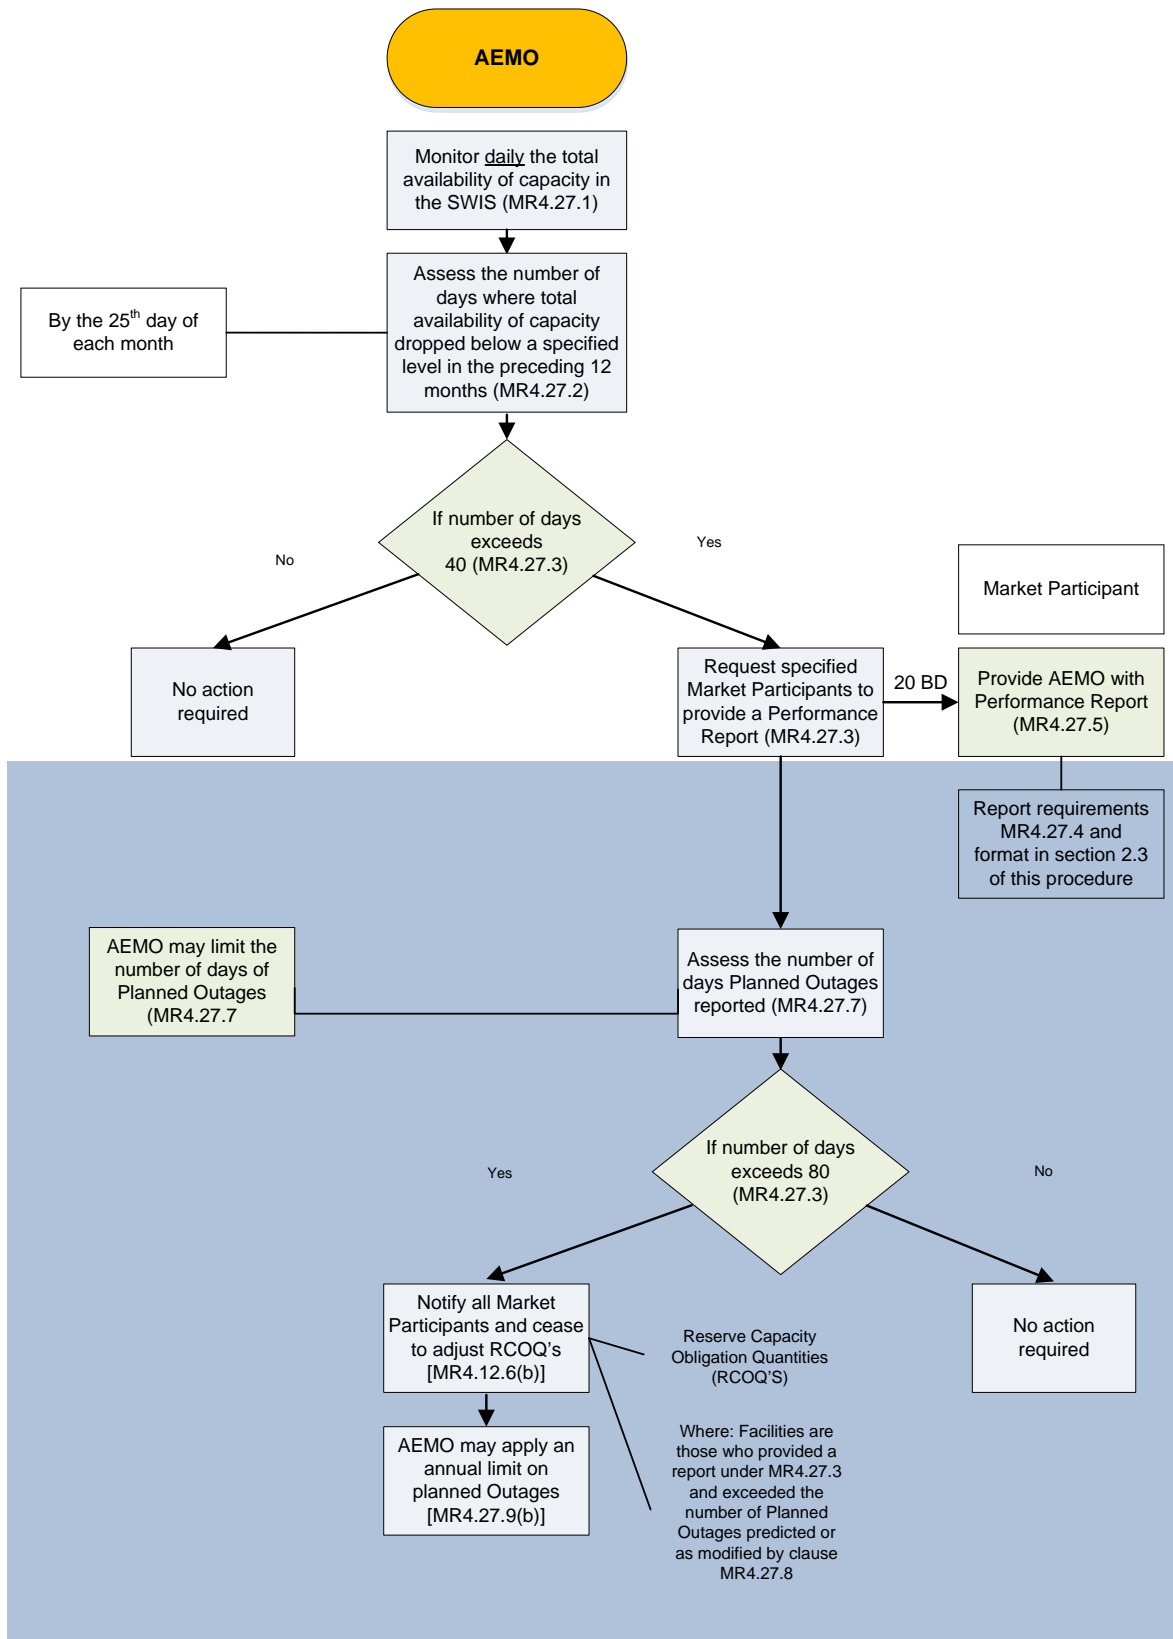 AEMO
Monitor daily the total
availability of capacity in
the SWIS (MR4.27.1)
Assess the number of
days where total
availability of capacity
dropped below a specified
level in the preceding 12
months (MR4.27.2)
By the 25th day of
each month
If number of days
exceeds
40 (MR4.27.3)
No
Yes
Market Participant
No action
required
Request specified
Market Participants to
provide a Performance
Report (MR4.27.3)
20 BD
Provide AEMO with
Performance Report
(MR4.27.5)
Report requirements
MR4.27.4 and
format in section 2.3
of this procedure
AEMO may limit the
number of days of
Planned Outages
(MR4.27.7
Assess the number of
days Planned Outages
reported (MR4.27.7)
If number of days
exceeds 80
(MR4.27.3)
Yes
No
Notify all Market
Participants and cease
to adjust RCOQ's
[MR4.12.6(b)]
Reserve Capacity
Obligation Quantities
(RCOQ'S)
No action
required
AEMO may apply an
annual limit on
planned Outages
[MR4.27.9(b)]
Where: Facilities are
those who provided a
report under MR4.27.3
and exceeded the
number of Planned
Outages predicted or
as modified by clause
MR4.27.8